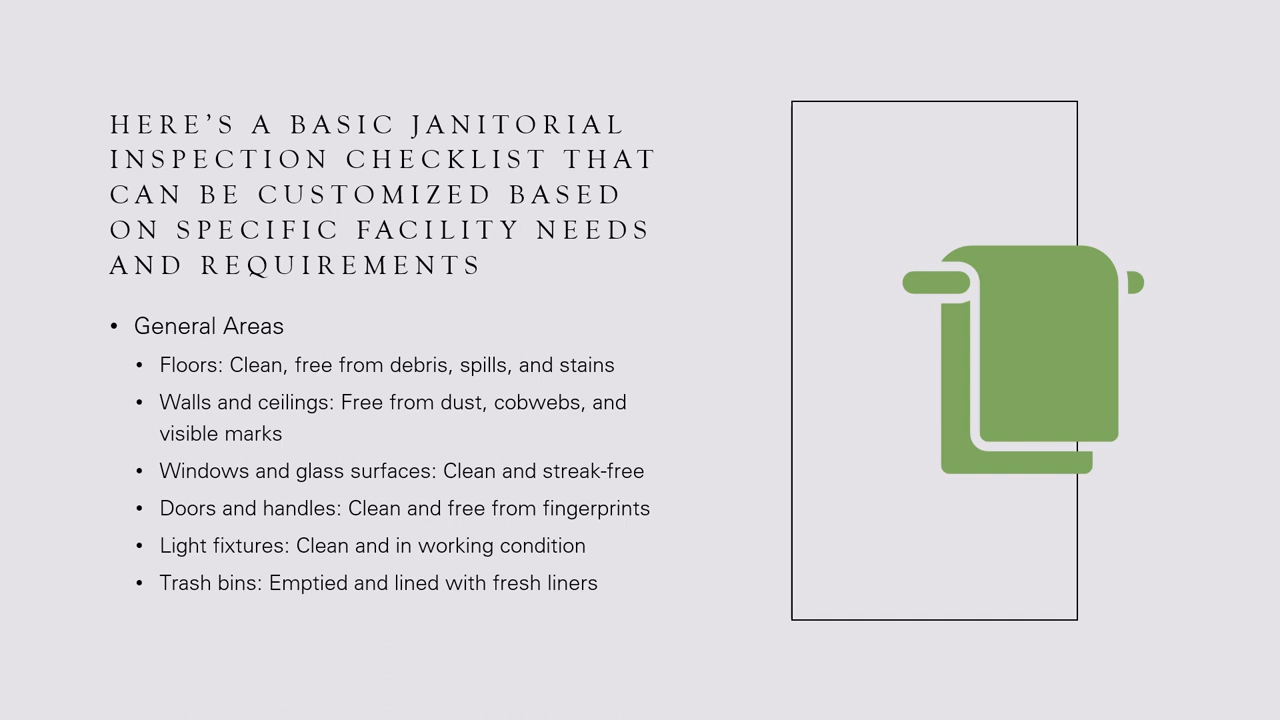 HERE’S A BASIC JANITORIAL
INSPECTION CHECKLIST THAT
CAN BE CUSTOMIZED BASED
ON SPECIFIC FACILITY NEEDS
AND REQUIREMENTS
• General Areas
• Floors: Clean, free from debris, spills, and stains
• Walls and ceilings: Free from dust, cobwebs, and
visible marks
• Windows and glass surfaces: Clean and streak-free
• Doors and handles: Clean and free from fingerprints
• Light fixtures: Clean and in working condition
• Trash bins: Emptied and lined with fresh liners